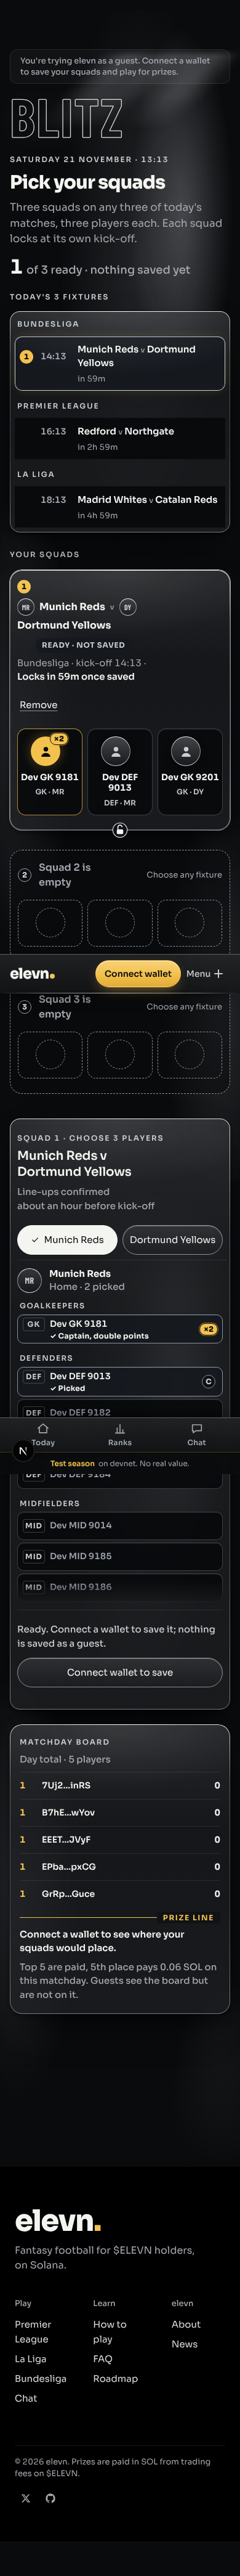 You're trying elevn as a guest. Connect a wallet
to save your squads and play for prizes.
BLITZ
SATURDAY 21 NOVEMBER · 13:13
Pick your squads
Three squads on any three of today's
matches, three players each. Each squad
locks at its own kick-off.
1 of 3 ready · nothing saved yet
TODAY'S 3 FIXTURES
BUNDESLIGA
1 14:13 Munich Reds v Dortmund
Yellows
in 59m
PREMIER LEAGUE
16:13 Redford v Northgate
in 2h 59m
LA LIGA
18:13 Madrid Whites v Catalan Reds
in 4h 59m
YOUR SQUADS
1
MR Munich Reds v DY
Dortmund Yellows
READY · NOT SAVED
Bundesliga · kick-off 14:13 ·
Locks in 59m once saved
Remove
×2
Dev GK 9181
GK · MR
Dev DEF
9013
DEF · MR
Dev GK 9201
GK · DY
2 Squad 2 is
empty
Choose any fixture
elevn.
Connect wallet
Menu
3 Squad 3 is
empty
Choose any fixture
SQUAD 1 · CHOOSE 3 PLAYERS
Munich Reds v
Dortmund Yellows
Line-ups confirmed
about an hour before kick-off
✓ Munich Reds
Dortmund Yellows
MR Munich Reds
Home · 2 picked
GOALKEEPERS
GK Dev GK 9181
✓ Captain, double points
×2
DEFENDERS
DEF Dev DEF 9013
✓ Picked
C
DEF Dev DEF 9182
Today
Ranks
Chat
N
Test season on devnet. No real value.
DEF Dev DEF 9184
MIDFIELDERS
MID Dev MID 9014
MID Dev MID 9185
MID Dev MID 9186
Ready. Connect a wallet to save it; nothing
is saved as a guest.
Connect wallet to save
MATCHDAY BOARD
Day total · 5 players
1 7Uj2...inRS 0
1 B7hE...wYov 0
1 EEET...JVyF 0
1 EPba...pxCG 0
1 GrRp...Guce 0
PRIZE LINE
Connect a wallet to see where your
squads would place.
Top 5 are paid, 5th place pays 0.06 SOL on
this matchday. Guests see the board but
are not on it.
elevn.
Fantasy football for $ELEVN holders,
on Solana.
Play
Premier
League
La Liga
Bundesliga
Chat
Learn
How to
play
FAQ
Roadmap
elevn
About
News
© 2026 elevn. Prizes are paid in SOL from trading
fees on $ELEVN.